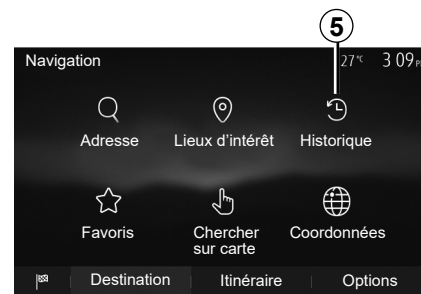 5
Navigation 27 °C 3 09
Adresse Lieux d'intérêt Historique
Favoris Chercher sur carte Coordonnées
Destination Itinéraire Options